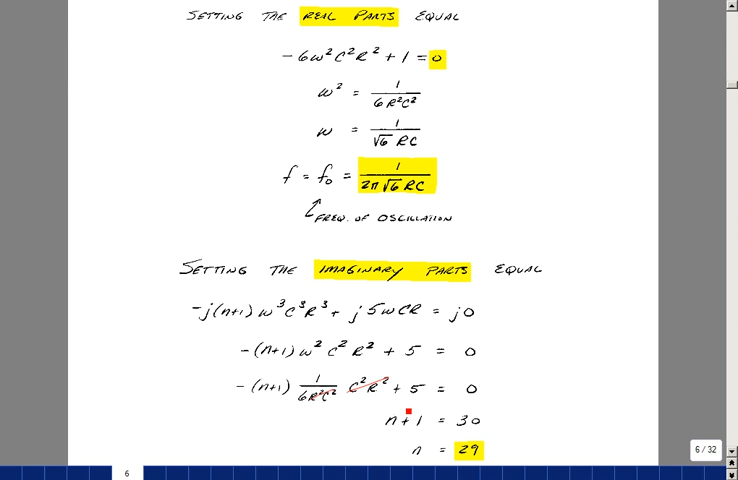 SETTING THE REAL PARTS EQUAL
-6ω²C²R² + 1 = 0
ω² = 1/(6R²C²)
ω = 1/(√6 RC)
f = f₀ = 1/(2π√6 RC)
FREQ. OF OSCILLATION
SETTING THE IMAGINARY PARTS EQUAL
-j(n+1)ω³C³R³ + j5ωCR = j0
-(n+1)ω²C²R² + 5 = 0
-(n+1) 1/(6R²C²) C²R² + 5 = 0
n+1 = 30
n = 29
6 / 32
6